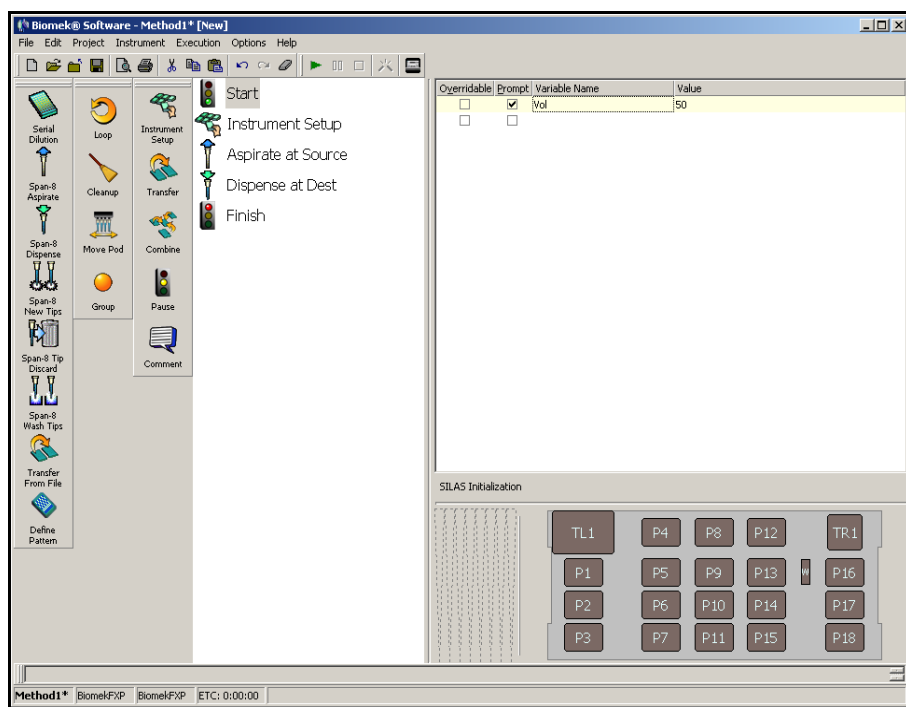 Biomek® Software - Method1* [New]
File Edit Project Instrument Execution Options Help
Serial
Dilution
Span-8
Aspirate
Span-8
Dispense
Span-8
New Tips
Span-8 Tip
Discard
Span-8
Wash Tips
Transfer
From File
Define
Pattern
Loop
Cleanup
Move Pod
Group
Instrument
Setup
Transfer
Combine
Pause
Comment
Start
Instrument Setup
Aspirate at Source
Dispense at Dest
Finish
Overridable Prompt Variable Name Value
Vol 50
SILAS Initialization
TL1 P4 P8 P12 TR1
P1 P5 P9 P13 W P16
P2 P6 P10 P14 P17
P3 P7 P11 P15 P18
Method1* BiomekFXP BiomekFXP ETC: 0:00:00